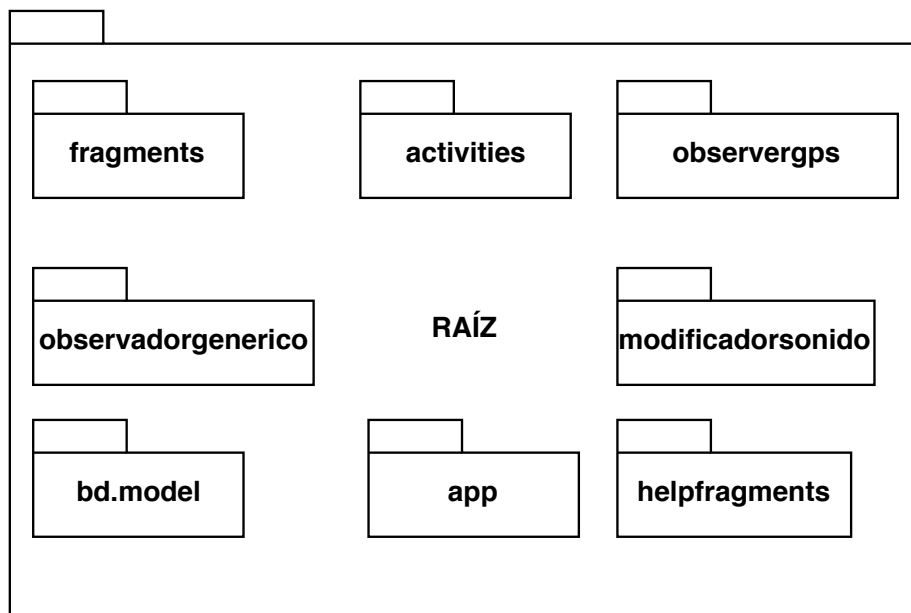 fragments
activities
observergps
observadorgenerico
RAÍZ
modificadorsonido
bd.model
app
helpfragments